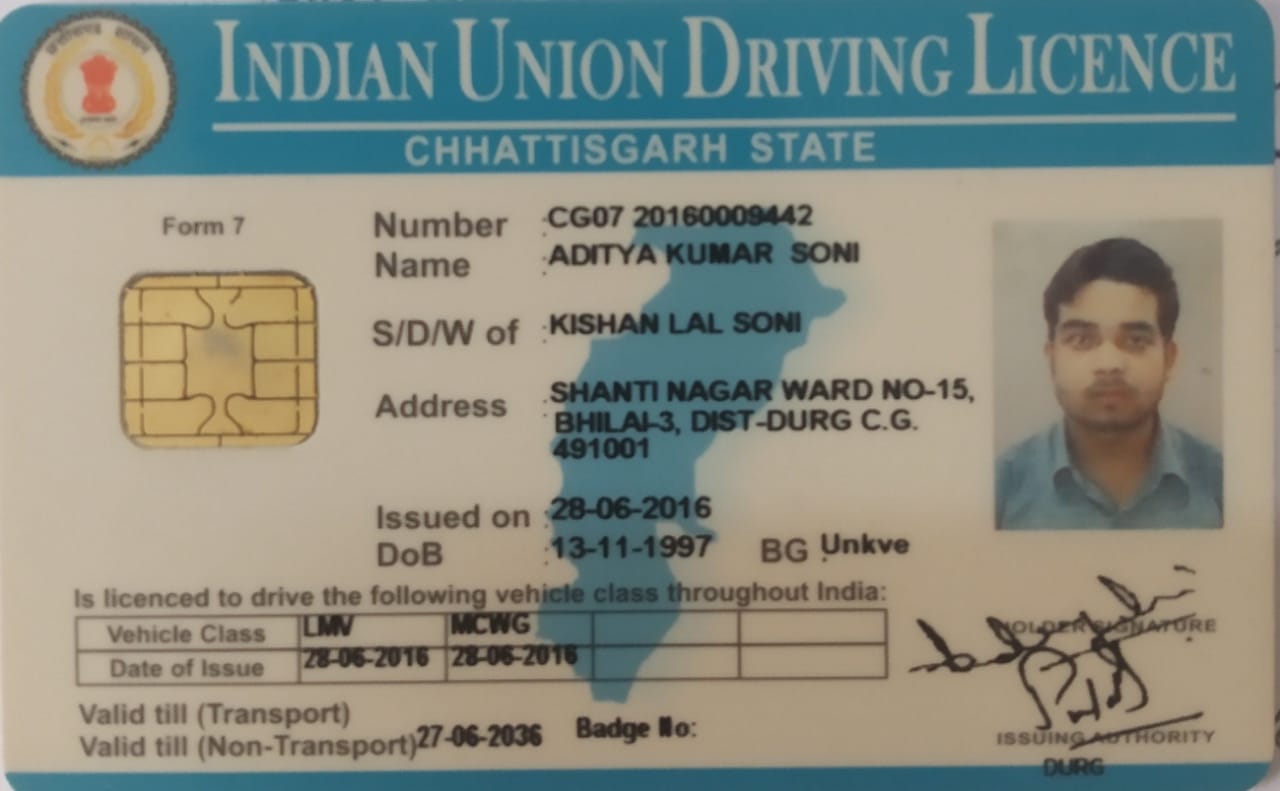 INDIAN UNION DRIVING LICENCE
CHHATTISGARH STATE
Form 7
Number : CG07 20160009442
Name : ADITYA KUMAR SONI
S/D/W of : KISHAN LAL SONI
Address : SHANTI NAGAR WARD NO-15,
: BHILAI-3, DIST-DURG C.G.
491001
Issued on : 28-06-2016
DoB : 13-11-1997 BG : Unkve
Is licenced to drive the following vehicle class throughout India:
Vehicle Class LMV MCWG
Date of Issue 28-06-2016 28-06-2016
HOLDER SIGNATURE
Valid till (Transport)
Valid till (Non-Transport) 27-06-2036 Badge No:
ISSUING AUTHORITY
DURG